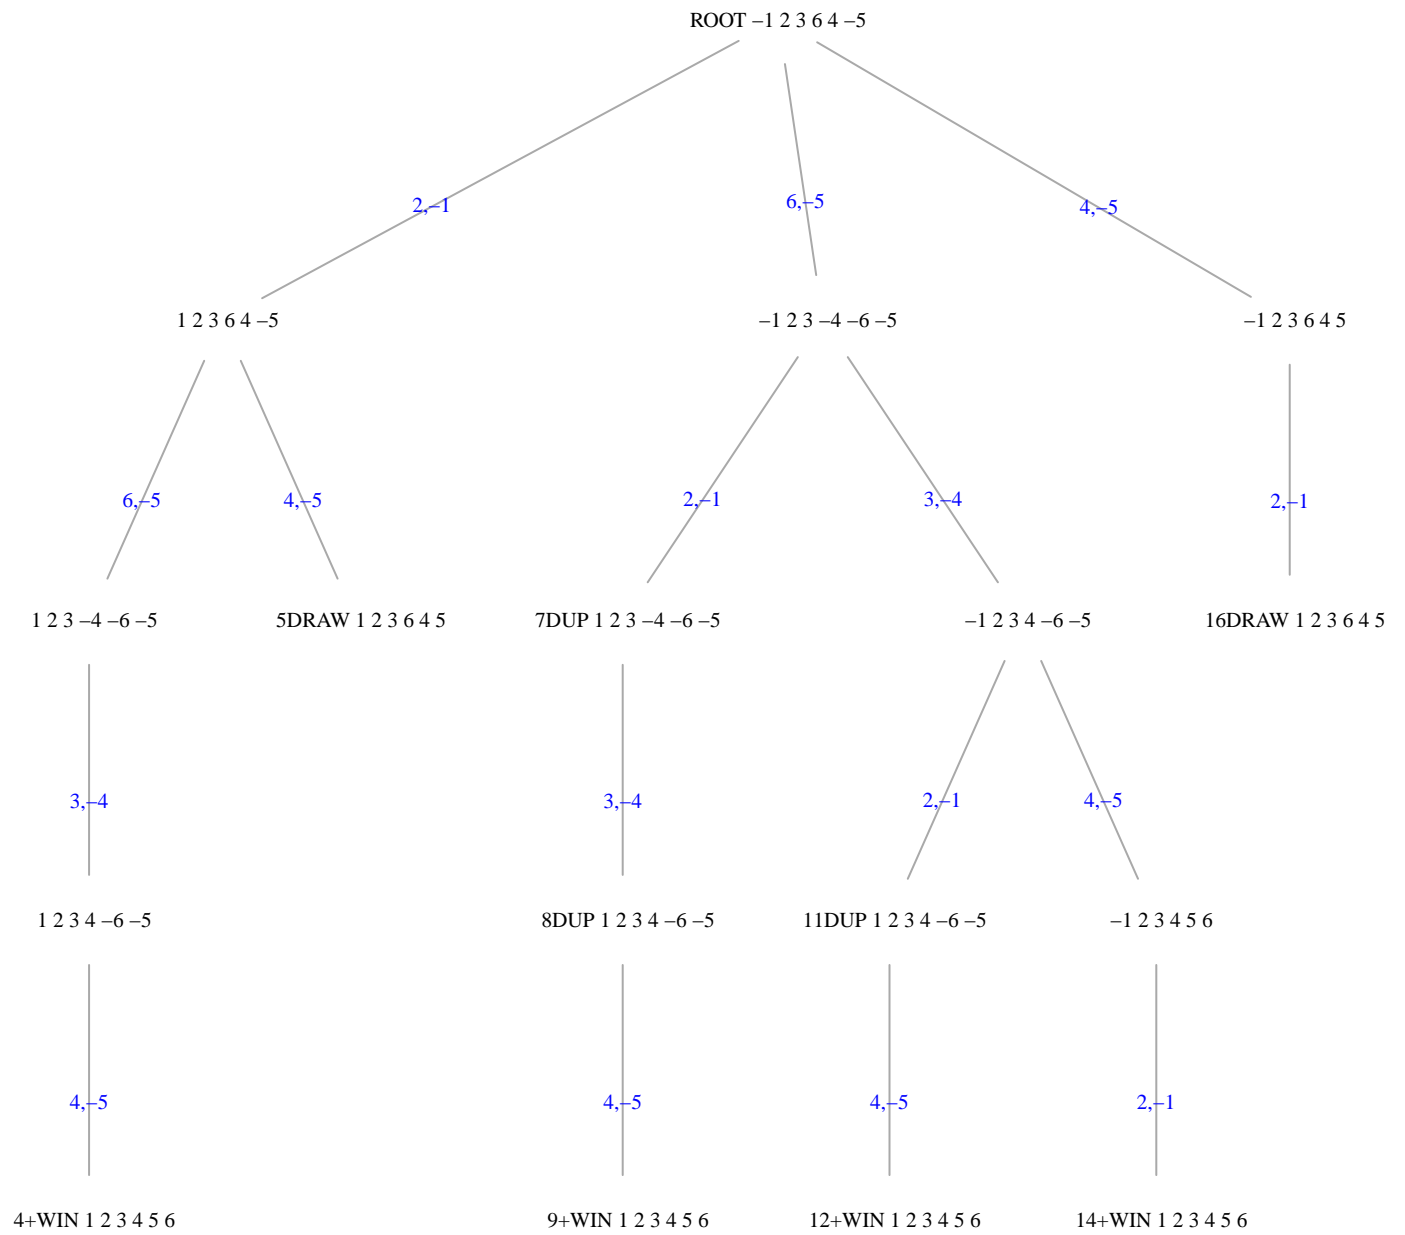 ROOT –1 2 3 6 4 –5
2,–1
6,–5
4,–5
1 2 3 6 4 –5
–1 2 3 –4 –6 –5
–1 2 3 6 4 5
6,–5
4,–5
2,–1
3,–4
2,–1
1 2 3 –4 –6 –5
5DRAW 1 2 3 6 4 5
7DUP 1 2 3 –4 –6 –5
–1 2 3 4 –6 –5
16DRAW 1 2 3 6 4 5
3,–4
3,–4
2,–1
4,–5
1 2 3 4 –6 –5
8DUP 1 2 3 4 –6 –5
11DUP 1 2 3 4 –6 –5
–1 2 3 4 5 6
4,–5
4,–5
4,–5
2,–1
4+WIN 1 2 3 4 5 6
9+WIN 1 2 3 4 5 6
12+WIN 1 2 3 4 5 6
14+WIN 1 2 3 4 5 6